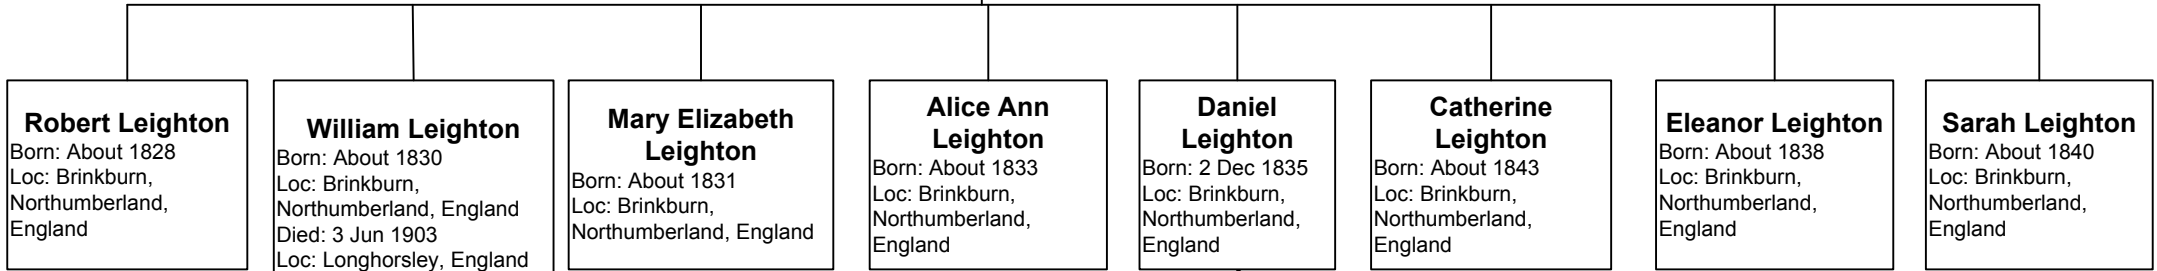 Robert Leighton
Born: About 1828
Loc: Brinkburn,
Northumberland,
England
William Leighton
Born: About 1830
Loc: Brinkburn,
Northumberland, England
Died: 3 Jun 1903
Loc: Longhorsley, England
Mary Elizabeth
Leighton
Born: About 1831
Loc: Brinkburn,
Northumberland, England
Alice Ann
Leighton
Born: About 1833
Loc: Brinkburn,
Northumberland,
England
Daniel
Leighton
Born: 2 Dec 1835
Loc: Brinkburn,
Northumberland,
England
Catherine
Leighton
Born: About 1843
Loc: Brinkburn,
Northumberland,
England
Eleanor Leighton
Born: About 1838
Loc: Brinkburn,
Northumberland,
England
Sarah Leighton
Born: About 1840
Loc: Brinkburn,
Northumberland,
England